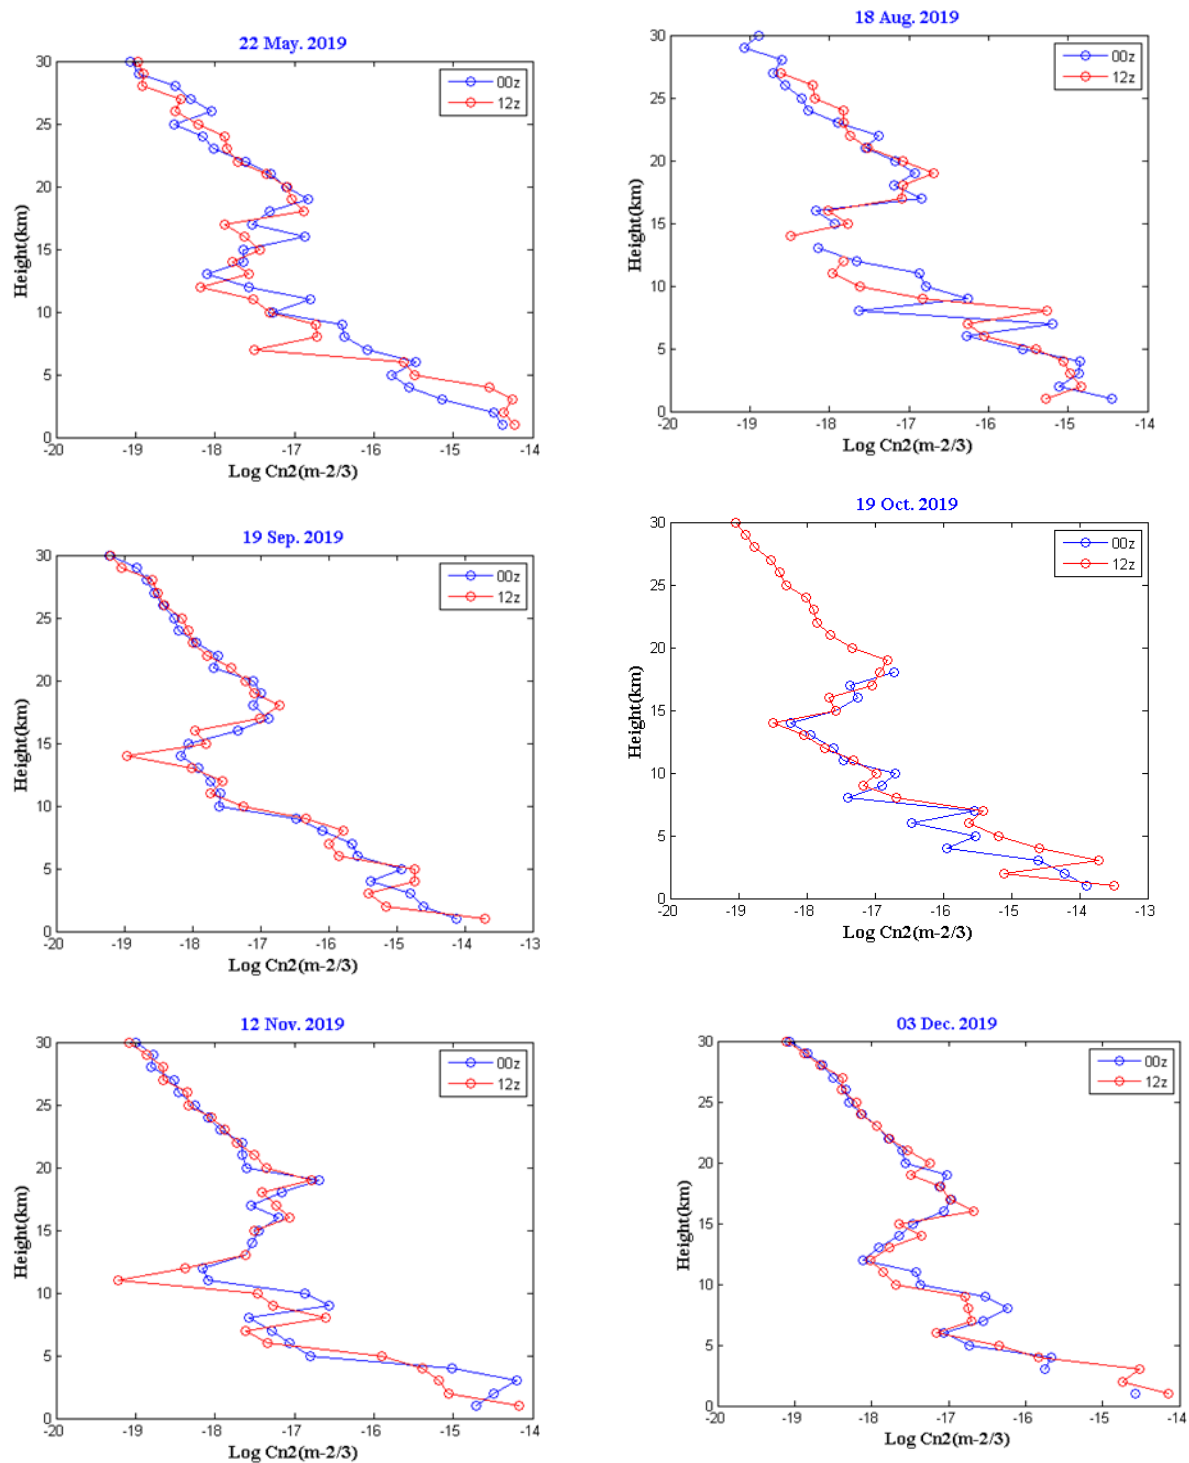 22 May. 2019
00z
12z
30
25
20
15
10
5
0
Height(km)
-20 -19 -18 -17 -16 -15 -14
Log Cn2(m-2/3)
18 Aug. 2019
00z
12z
30
25
20
15
10
5
0
Height(km)
-20 -19 -18 -17 -16 -15 -14
Log Cn2(m-2/3)
19 Sep. 2019
00z
12z
30
25
20
15
10
5
0
Height(km)
-20 -19 -18 -17 -16 -15 -14 -13
Log Cn2(m-2/3)
19 Oct. 2019
00z
12z
30
25
20
15
10
5
0
Height(km)
-20 -19 -18 -17 -16 -15 -14 -13
Log Cn2(m-2/3)
12 Nov. 2019
00z
12z
30
25
20
15
10
5
0
Height(km)
-20 -19 -18 -17 -16 -15 -14
Log Cn2(m-2/3)
03 Dec. 2019
00z
12z
30
25
20
15
10
5
0
Height(km)
-20 -19 -18 -17 -16 -15 -14
Log Cn2(m-2/3)